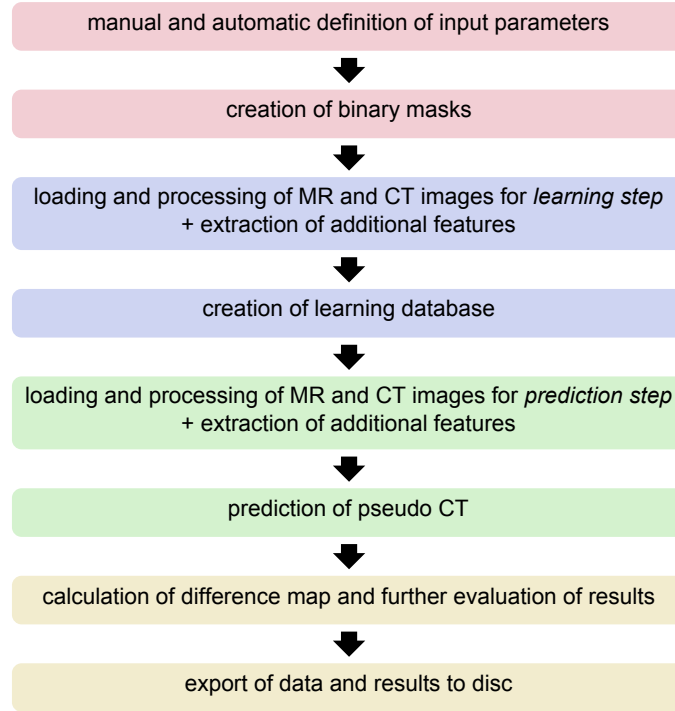 manual and automatic definition of input parameters
creation of binary masks
loading and processing of MR and CT images for learning step
+ extraction of additional features
creation of learning database
loading and processing of MR and CT images for prediction step
+ extraction of additional features
prediction of pseudo CT
calculation of difference map and further evaluation of results
export of data and results to disc